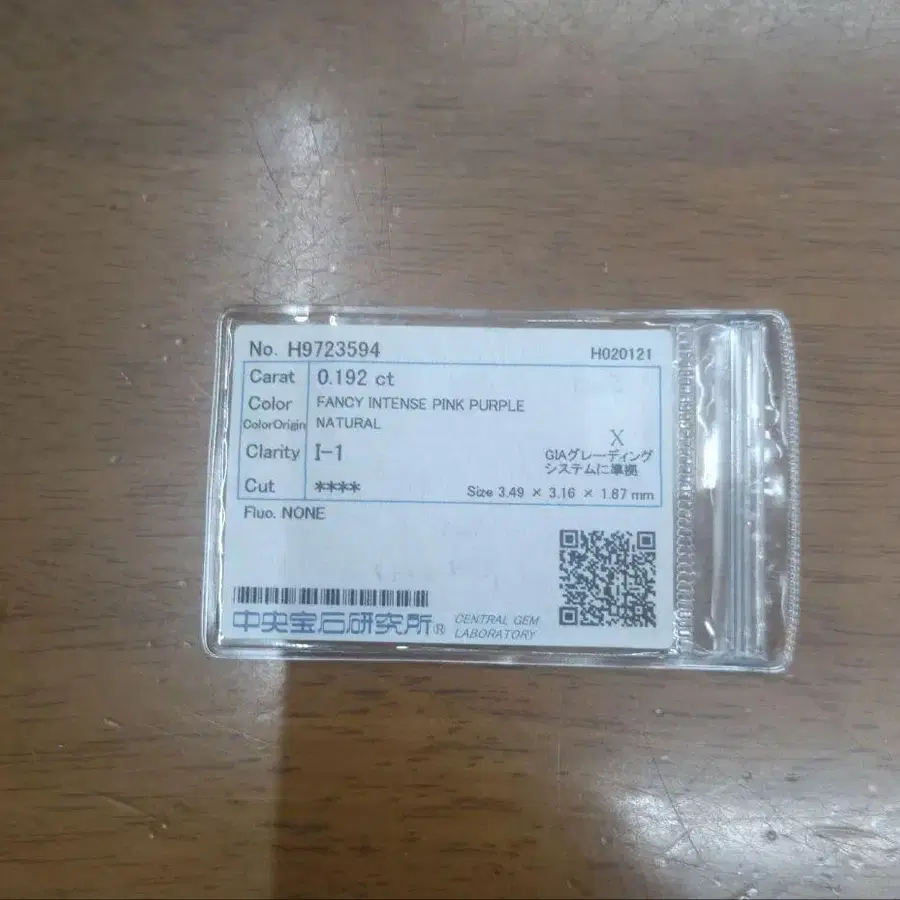 No. H9723594 H020121
Carat 0.192 ct
Color FANCY INTENSE PINK PURPLE
ColorOrigin NATURAL
X
Clarity I-1
GIAグレーディング
システムに準拠
Cut ****
Size 3.49 × 3.16 × 1.87 mm
Fluo. NONE
中央宝石研究所® CENTRAL GEM
LABORATORY